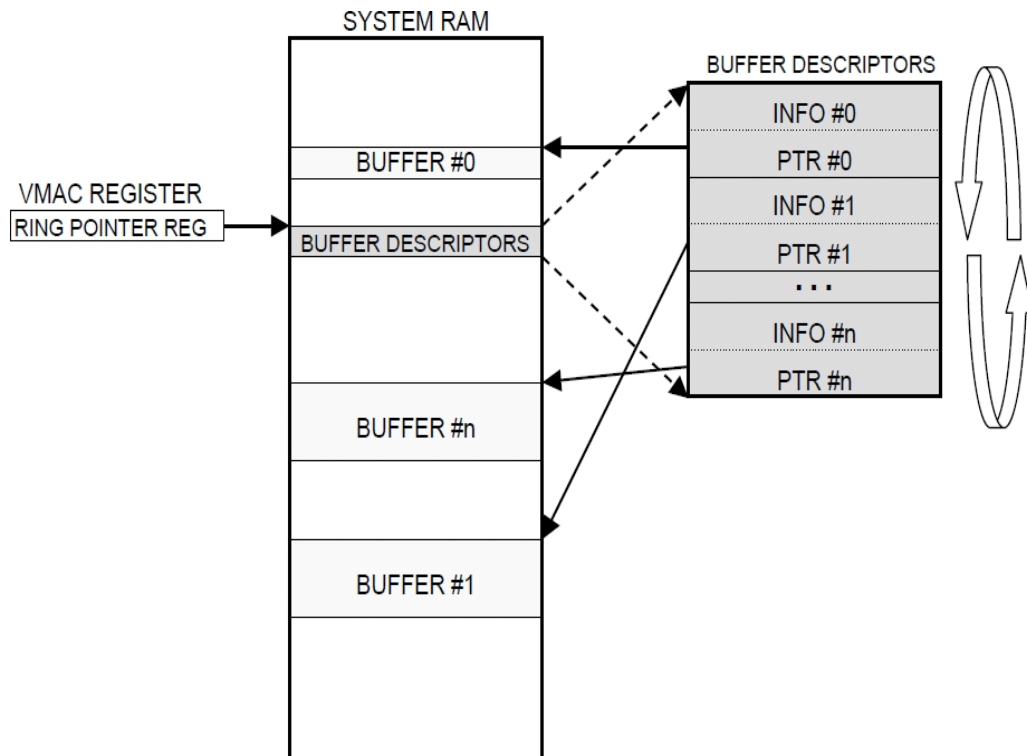 SYSTEM RAM
BUFFER #0
VMAC REGISTER
RING POINTER REG
BUFFER DESCRIPTORS
BUFFER #n
BUFFER #1
BUFFER DESCRIPTORS
INFO #0
PTR #0
INFO #1
PTR #1
...
INFO #n
PTR #n